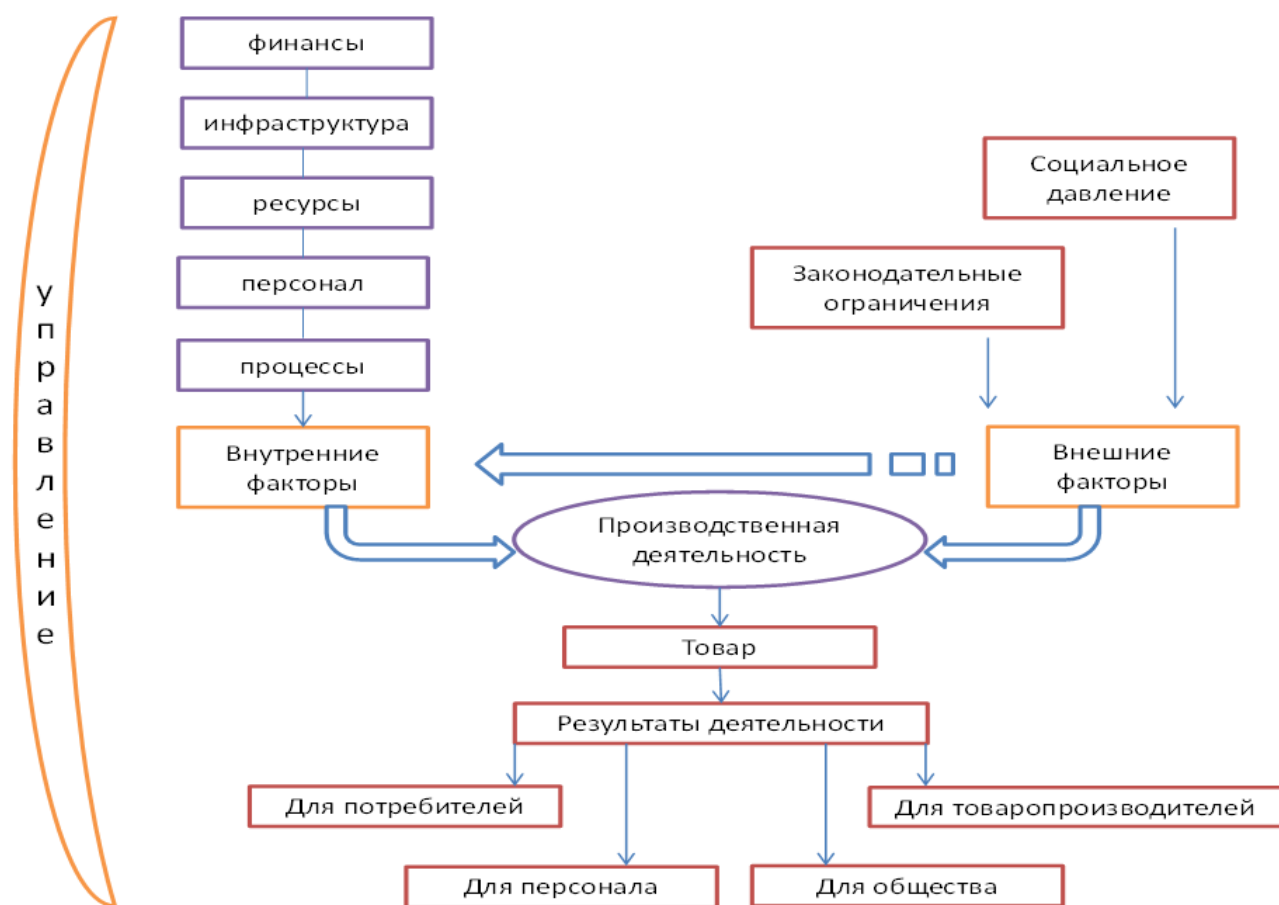 финансы
инфраструктура
ресурсы
персонал
процессы
Внутренние
факторы
Социальное
давление
Законодательные
ограничения
Внешние
факторы
управление
Производственная
деятельность
Товар
Результаты деятельности
Для потребителей
Для товаропроизводителей
Для персонала
Для общества